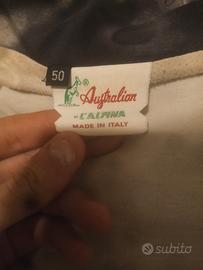 50
®
Australian
L'ALPINA
MADE IN ITALY
subito